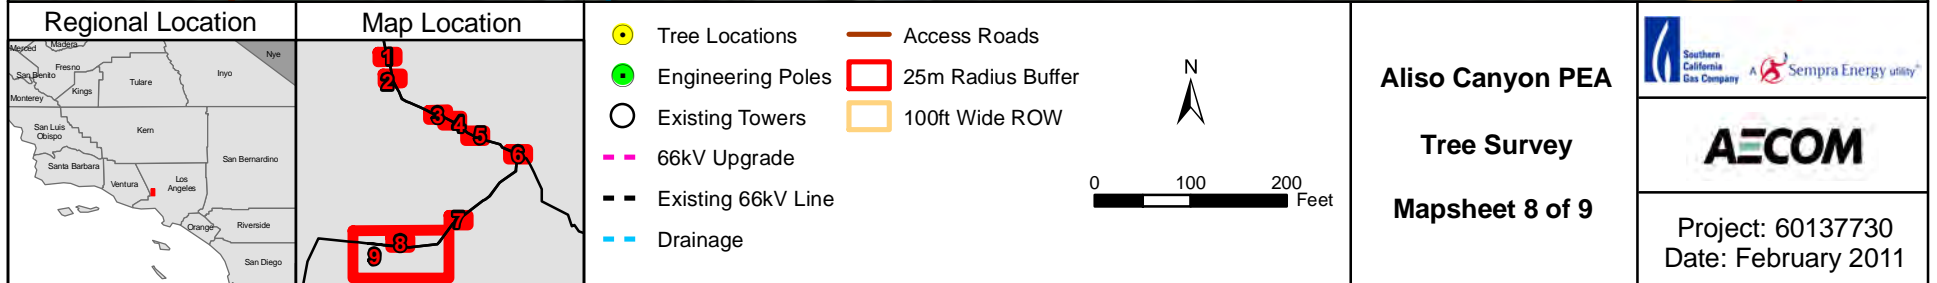 Regional Location
Merced
Madera
Nye
Fresno
San Benito
Inyo
Tulare
Kings
Monterey
San Luis
Obispo
Kern
San Bernardino
Santa Barbara
Ventura
Los
Angeles
Orange
Riverside
San Diego
Map Location
1
2
3
4
5
6
7
8
9
Tree Locations
Engineering Poles
Existing Towers
66kV Upgrade
Existing 66kV Line
Drainage
Access Roads
25m Radius Buffer
100ft Wide ROW
N
0 100 200
Feet
Aliso Canyon PEA
Tree Survey
Mapsheet 8 of 9
Southern
California
Gas Company
A Sempra Energy utility
AECOM
Project: 60137730
Date: February 2011